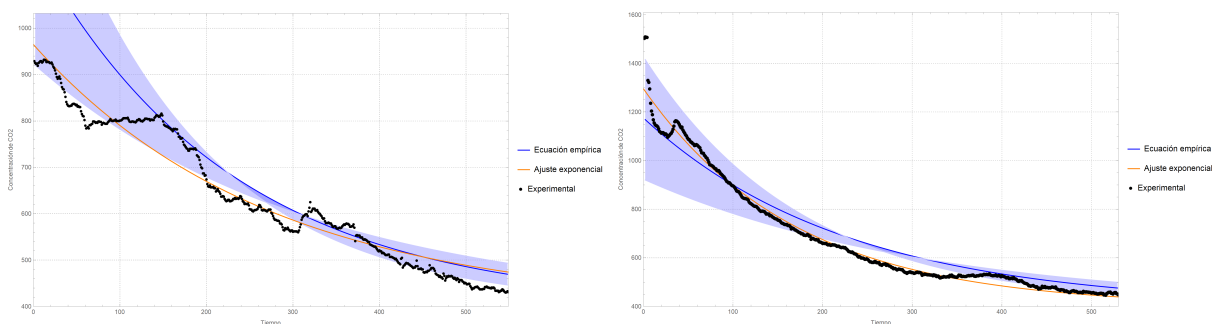 1000
900
800
700
600
500
400
Concentración de CO2
0
100
200
300
400
500
Tiempo
Ecuación empírica
Ajuste exponencial
Experimental
1600
1400
1200
1000
800
600
400
Concentración de CO2
0
100
200
300
400
500
Tiempo
Ecuación empírica
Ajuste exponencial
Experimental